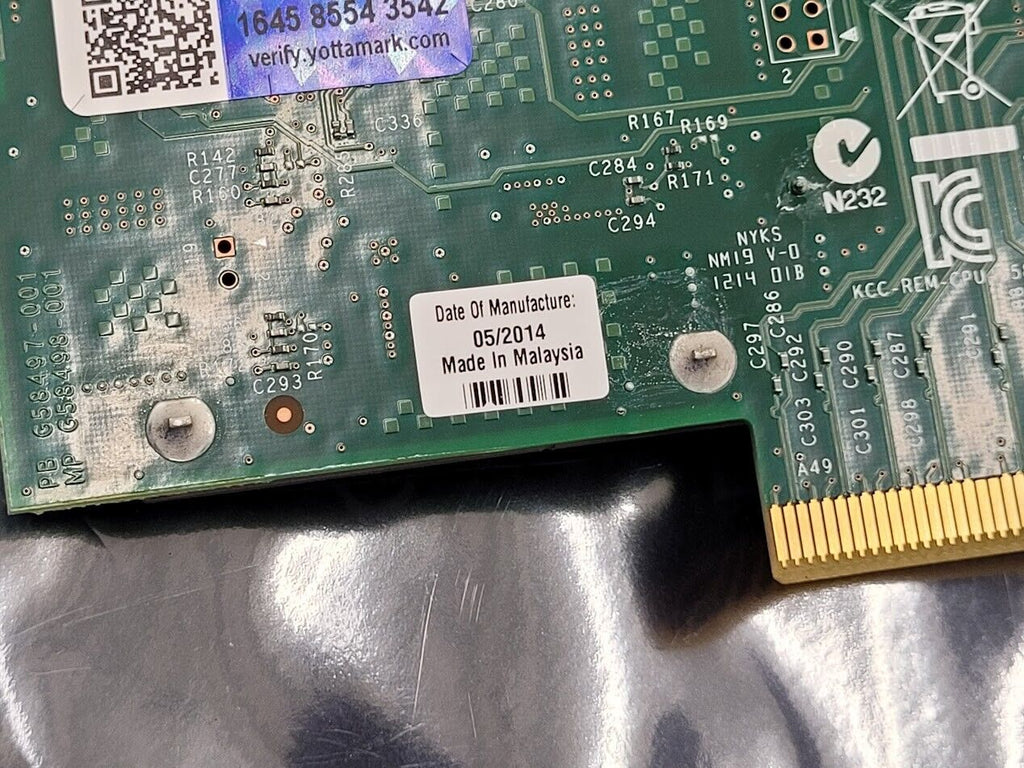 1645 8554 3542
verify.yottamark.com
C280
2
C336
R167
R169
R142
C277
R160
R285
C284
R171
C294
N232
NYKS
NM19 V-0
1214 01B
KCC-REM-CPU
Date Of Manufacture:
05/2014
Made In Malaysia
PB G58497-001
MP G58498-001
C293
R170
C297
C286
C292
C290
C287
C291
C303
C301
C298
A49